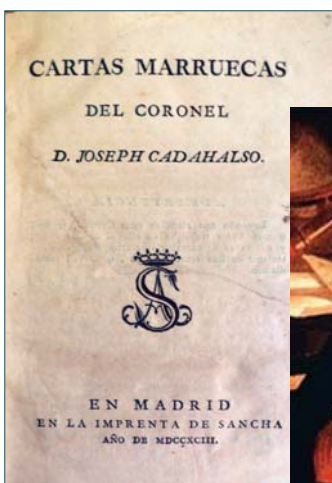 CARTAS MARRUECAS
DEL CORONEL
D. JOSEPH CADAHALSO.
EN MADRID
EN LA IMPRENTA DE SANCHA
AÑO DE MDCCXCIII.